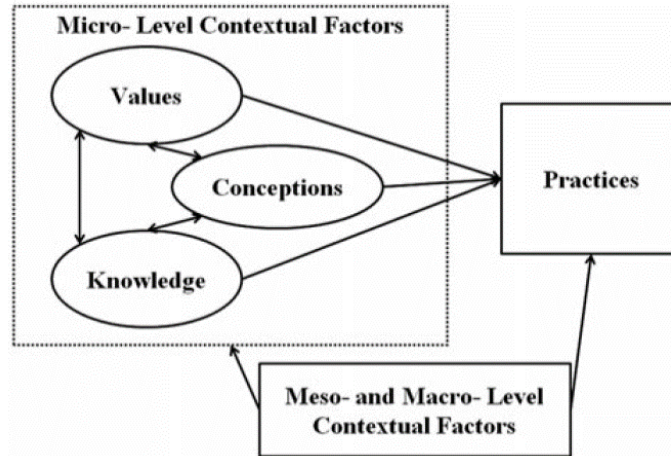 Micro- Level Contextual Factors
Values
Conceptions
Practices
Knowledge
Meso- and Macro- Level
Contextual Factors